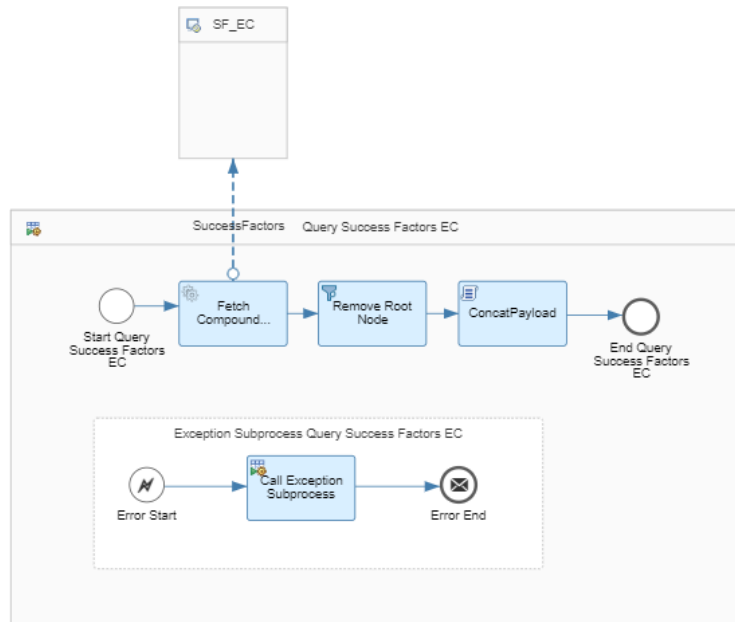 SF_EC
SuccessFactors
Query Success Factors EC
Fetch
Compound...
Remove Root
Node
ConcatPayload
Start Query
Success Factors
EC
End Query
Success Factors
EC
Exception Subprocess Query Success Factors EC
Call Exception
Subprocess
Error Start
Error End